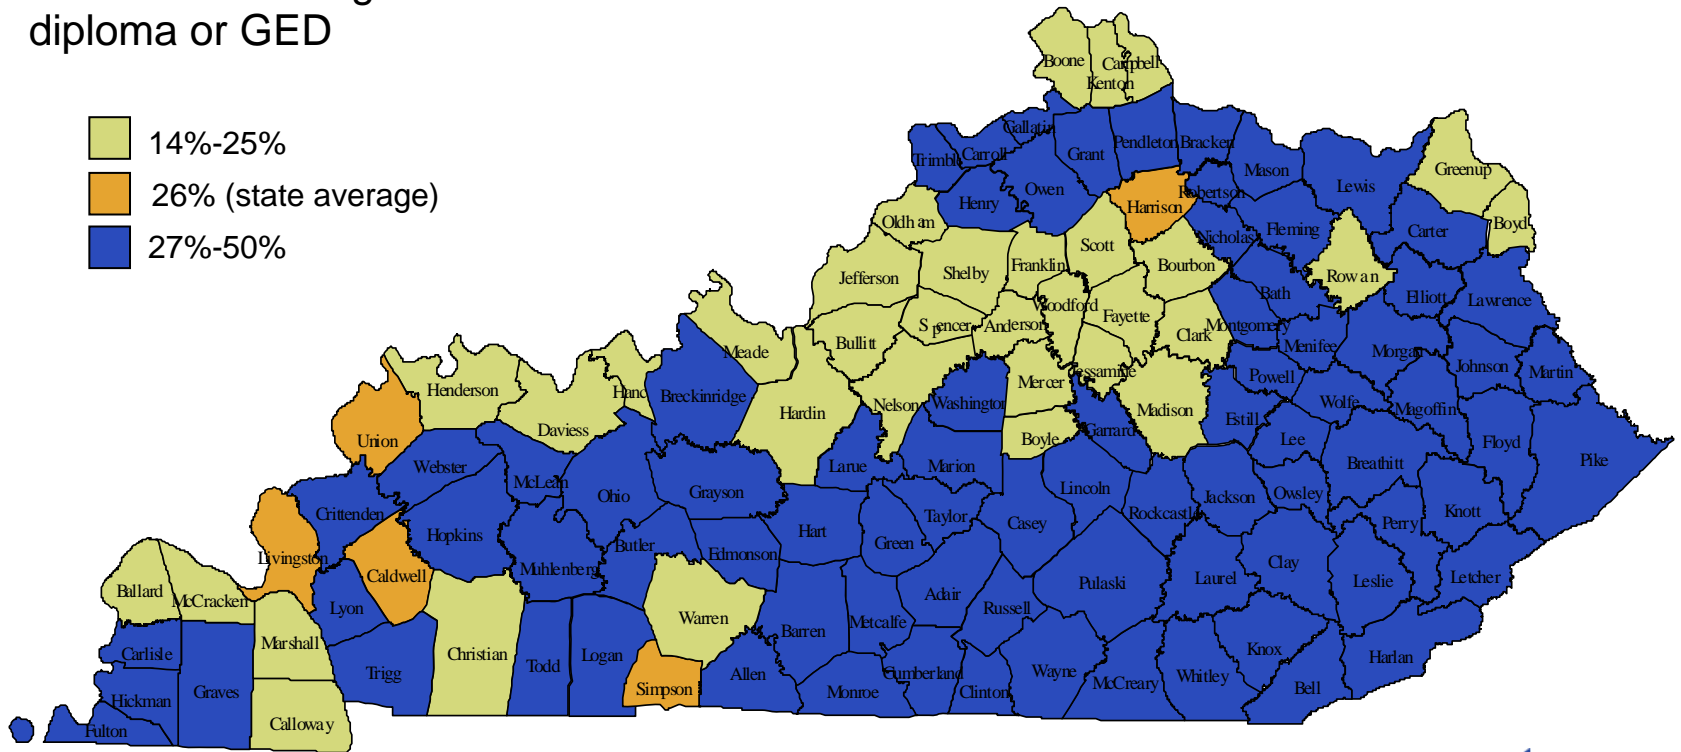 diploma or GED
14%-25%
26% (state average)
27%-50%
Boone
Campbell
Kenton
Gallatin
Carroll
Trimble
Grant
Pendleton
Bracken
Mason
Lewis
Greenup
Boyd
Owen
Henry
Harrison
Robertson
Fleming
Carter
Oldham
Nicholas
Scott
Bourbon
Rowan
Elliott
Lawrence
Jefferson
Shelby
Franklin
Bath
Woodford
Fayette
Clark
Montgomery
Spencer
Anderson
Bullitt
Menifee
Morgan
Johnson
Martin
Meade
Mercer
Jessamine
Powell
Wolfe
Magoffin
Henderson
Hanc
Breckinridge
Hardin
Nelson
Washington
Madison
Estill
Lee
Floyd
Pike
Union
Daviess
Boyle
Garrard
Breathitt
Webster
McLean
Ohio
Grayson
Larue
Marion
Lincoln
Jackson
Owsley
Knott
Crittenden
Hopkins
Hart
Taylor
Casey
Rockcastle
Perry
Livingston
Caldwell
Muhlenberg
Butler
Edmonson
Green
Pulaski
Laurel
Clay
Leslie
Letcher
Ballard
McCracken
Lyon
Warren
Adair
Russell
Marshall
Christian
Barren
Metcalfe
Carlisle
Trigg
Todd
Logan
Knox
Harlan
Hickman
Graves
Simpson
Allen
Monroe
Cumberland
Clinton
Wayne
McCreary
Whitley
Bell
Fulton
Calloway